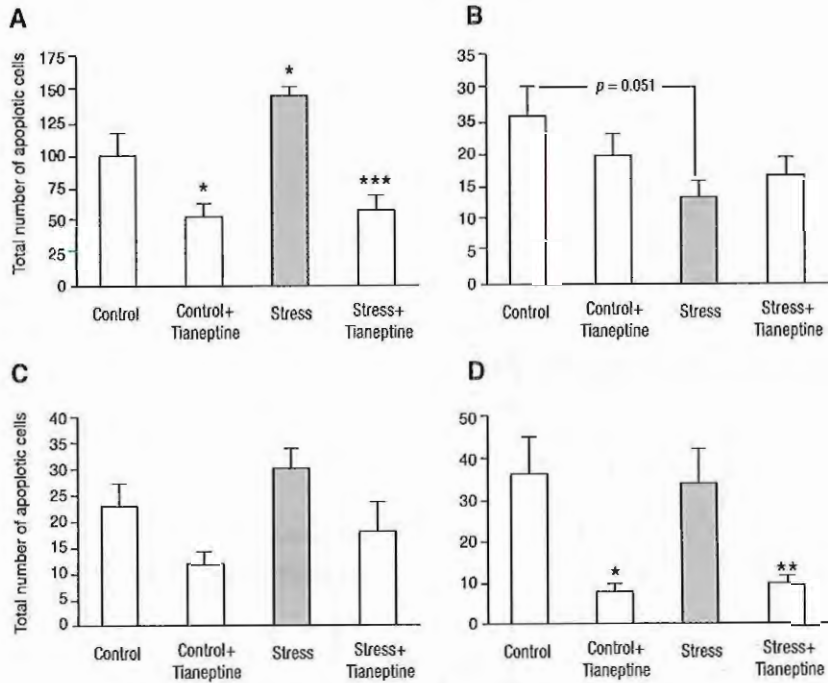 A
Total number of apoplotic cells
175
150
125
100
75
50
25
0
*
*
***
Control
Control+
Tianeptine
Stress
Stress+
Tianeptine
B
35
30
35
20
15
10
5
0
p = 0.051
Control
Control+
Tianeptine
Stress
Stress+
Tianeptine
C
Total number of apoplotic cells
40
35
30
25
20
15
10
5
0
Control
Control+
Tianeptine
Stress
Stress+
Tianeptine
D
50
40
30
20
10
0
*
**
Control
Control+
Tianeptine
Stress
Stress+
Tianeptine